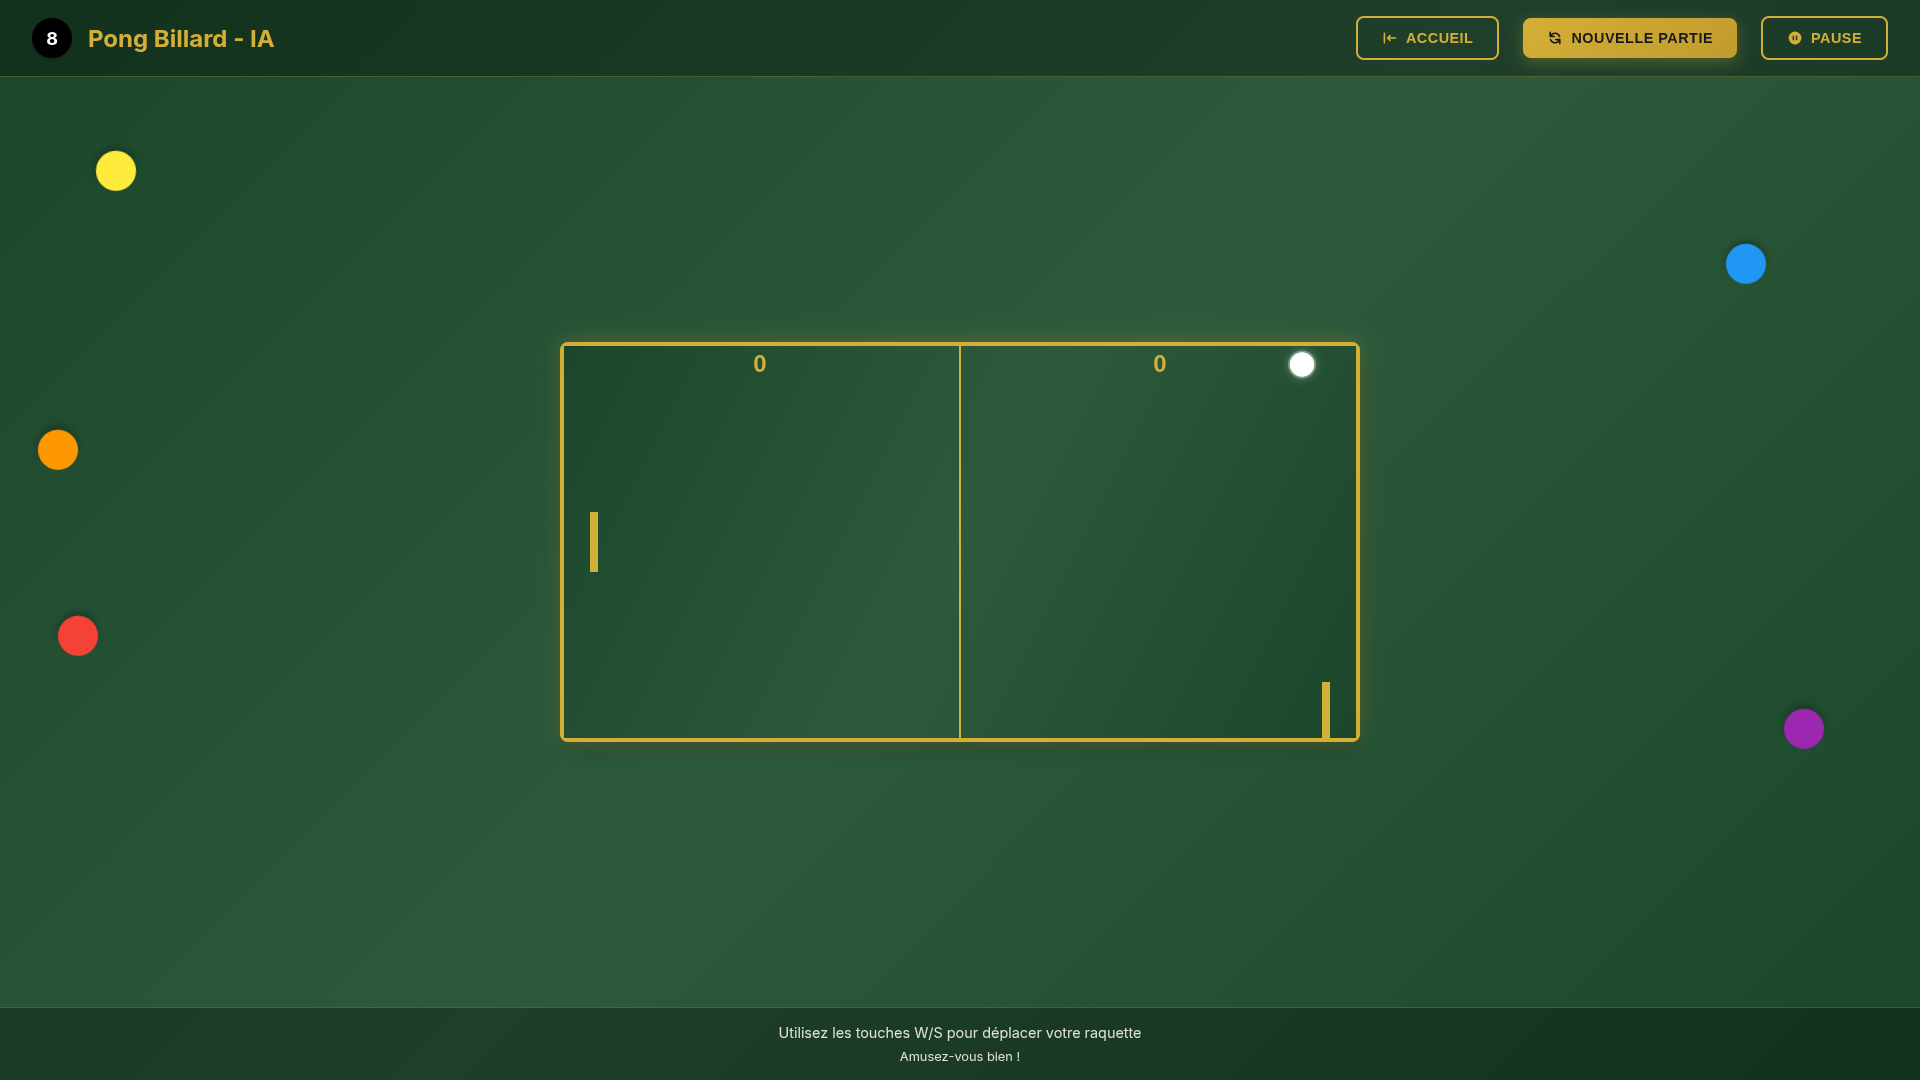 8
Pong Billard - IA
ACCUEIL
NOUVELLE PARTIE
PAUSE
0
0
Utilisez les touches W/S pour déplacer votre raquette
Amusez-vous bien !